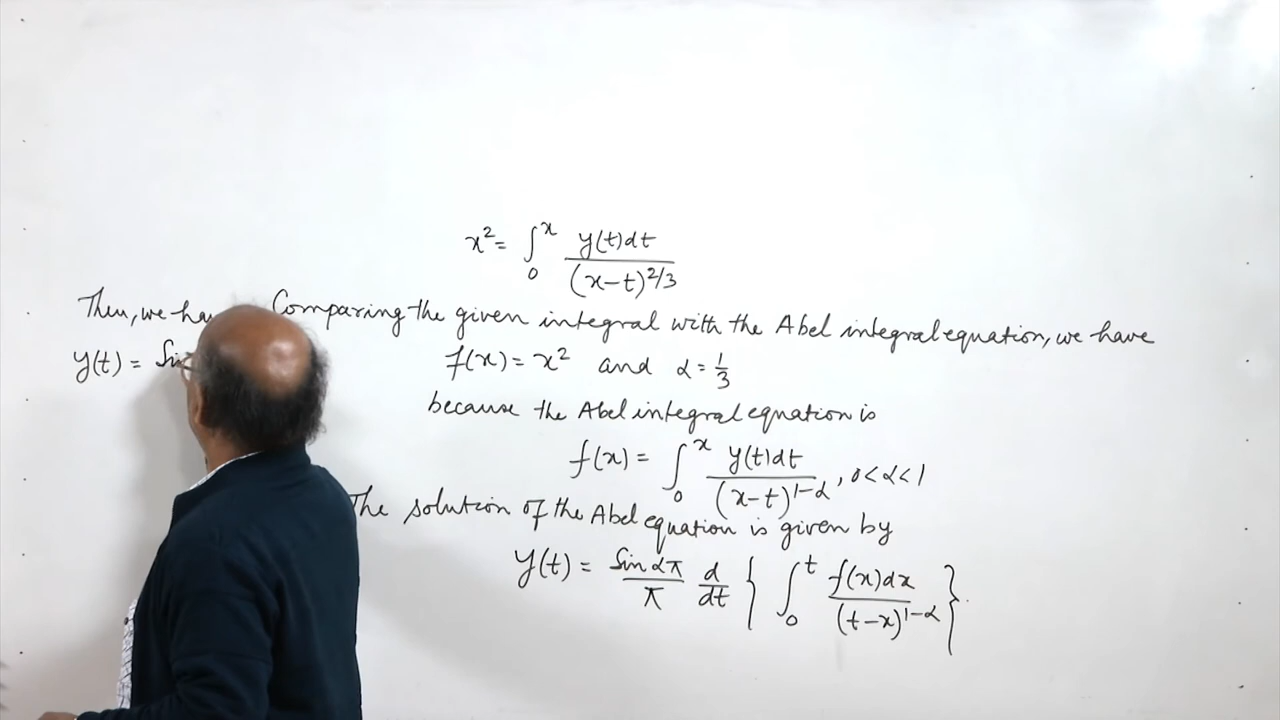 x² = ∫₀ˣ y(t)dt / (x-t)^{2/3}
Then, we Comparing the given integral with the Abel integral equation, we have
y(t) =
f(x) = x² and α = 1/3
because the Abel integral equation is
f(x) = ∫₀ˣ y(t)dt / (x-t)^{1-α}, 0<α<1
The solution of the Abel equation is given by
y(t) = Sin απ / π d/dt { ∫₀ᵗ f(x)dx / (t-x)^{1-α} }.